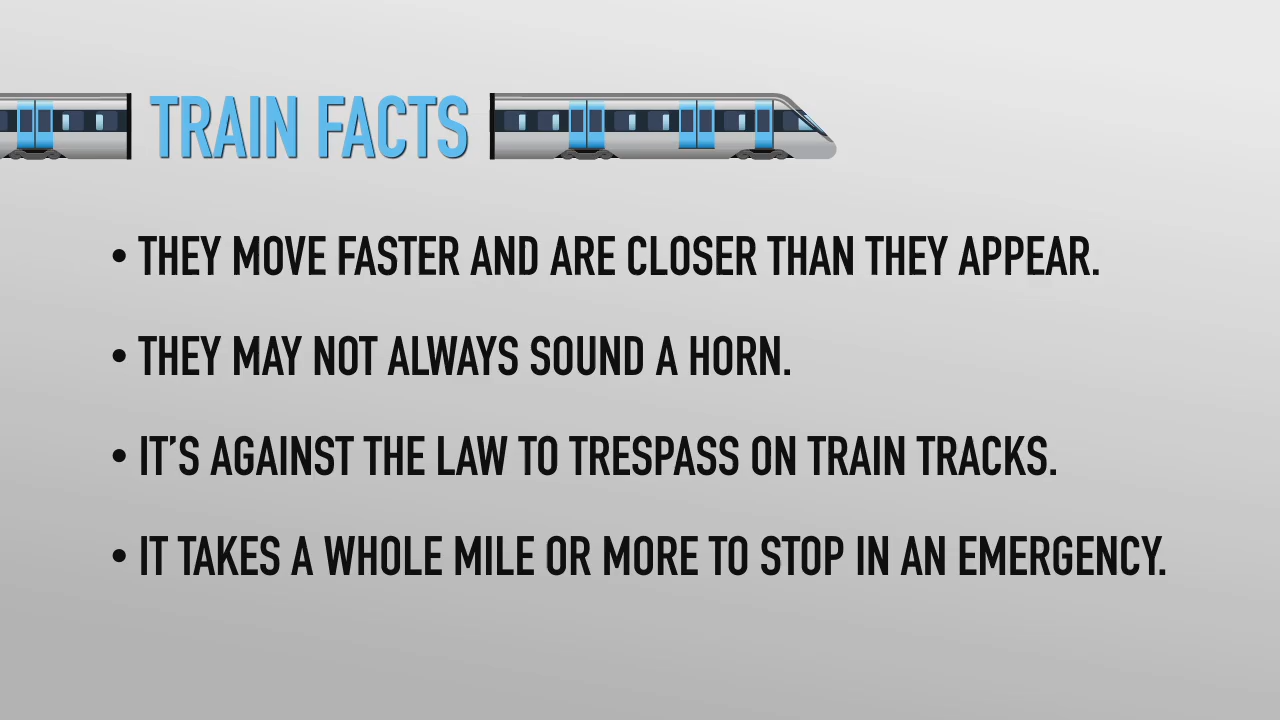 TRAIN FACTS
• THEY MOVE FASTER AND ARE CLOSER THAN THEY APPEAR.
• THEY MAY NOT ALWAYS SOUND A HORN.
• IT’S AGAINST THE LAW TO TRESPASS ON TRAIN TRACKS.
• IT TAKES A WHOLE MILE OR MORE TO STOP IN AN EMERGENCY.